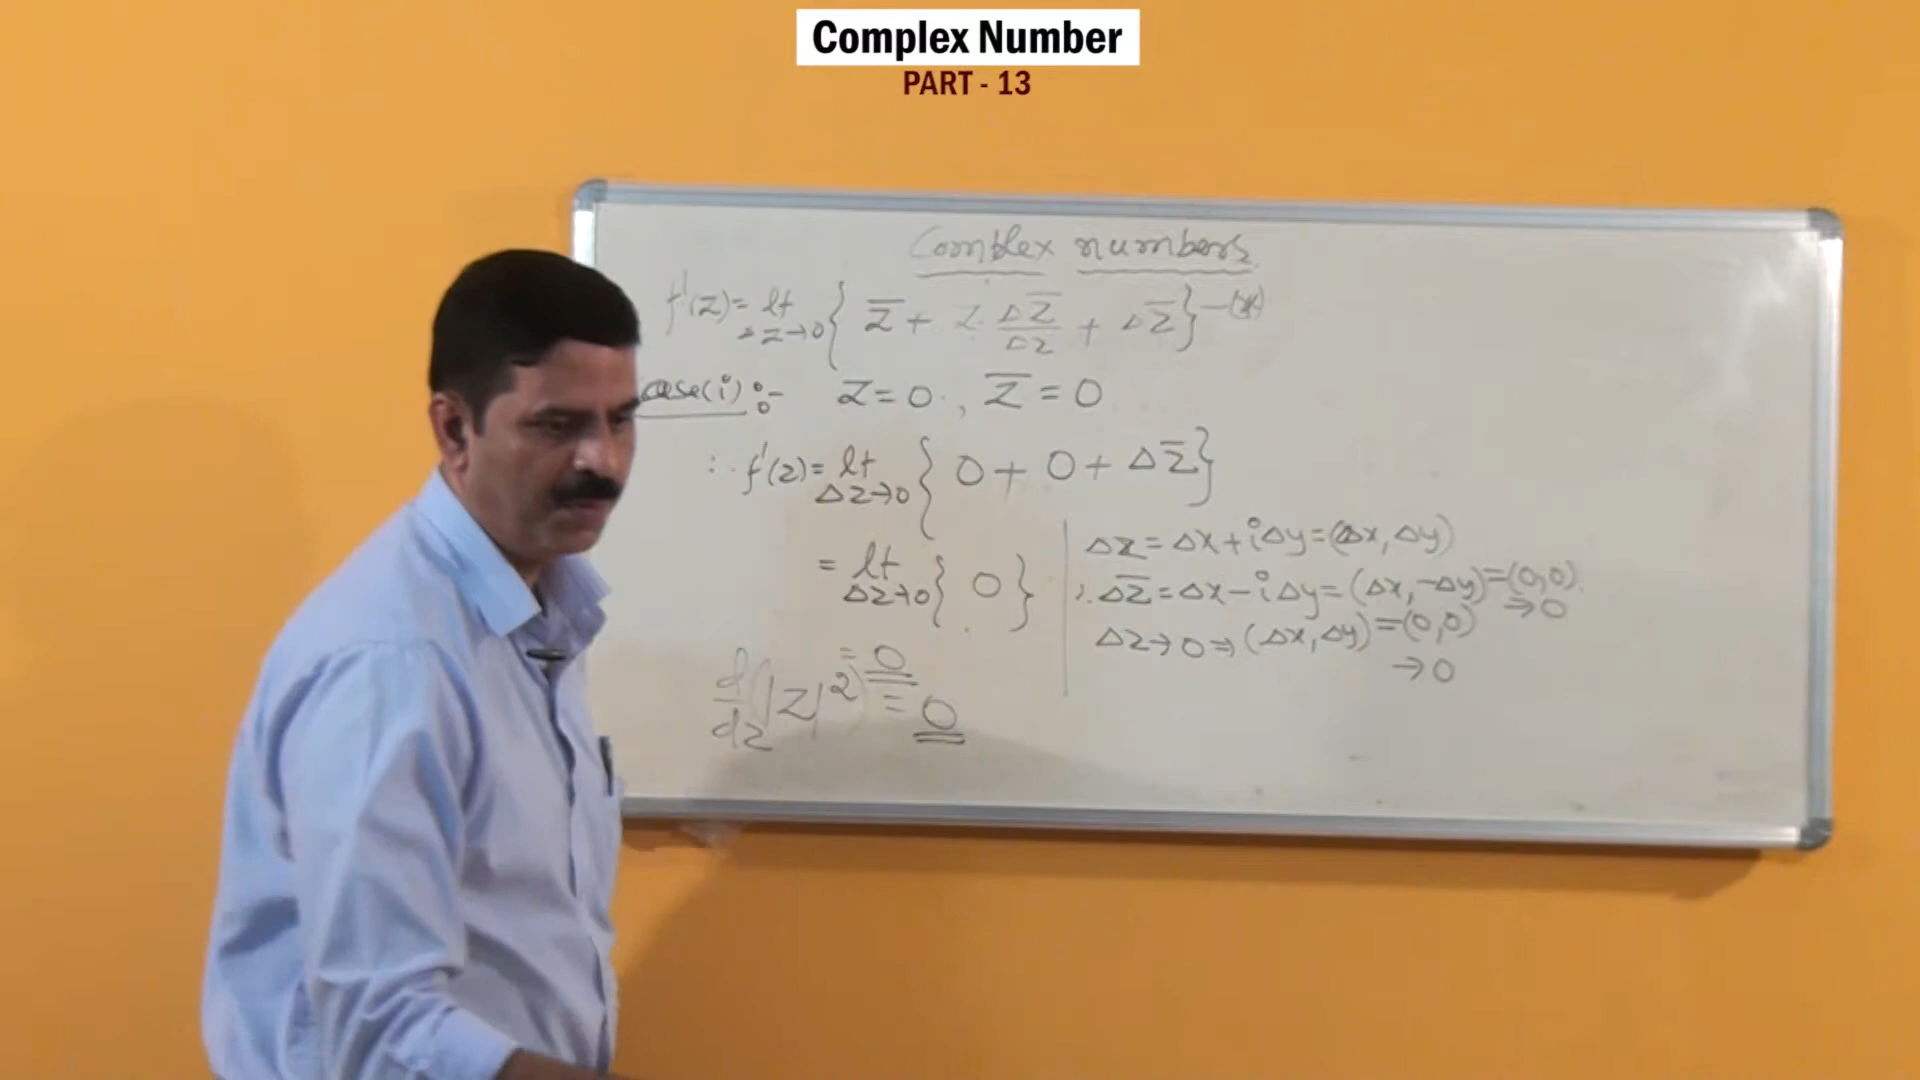 Complex Number
PART - 13
Complex numbers
f'(z) = lt Δz→0 { z̅ + z · Δz̅/Δz + Δz̅ } —(*)
case(i) :- z = 0 , z̅ = 0
∴ f'(z) = lt Δz→0 { 0 + 0 + Δz̅ }
= lt Δz→0 { 0 }
= 0
d/dz (|z|²) = 0
Δz = Δx + iΔy = (Δx, Δy)
∴ Δz̅ = Δx - iΔy = (Δx, -Δy) = (0,0)
→ 0
Δz→0 ⇒ (Δx, Δy) = (0,0)
→ 0